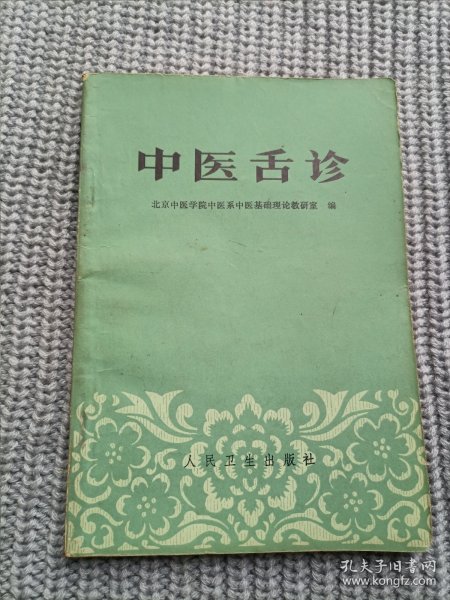 中医舌诊
北京中医学院中医系中医基础理论教研室 编
人民卫生出版社
孔夫子旧书网
www.kongfz.com